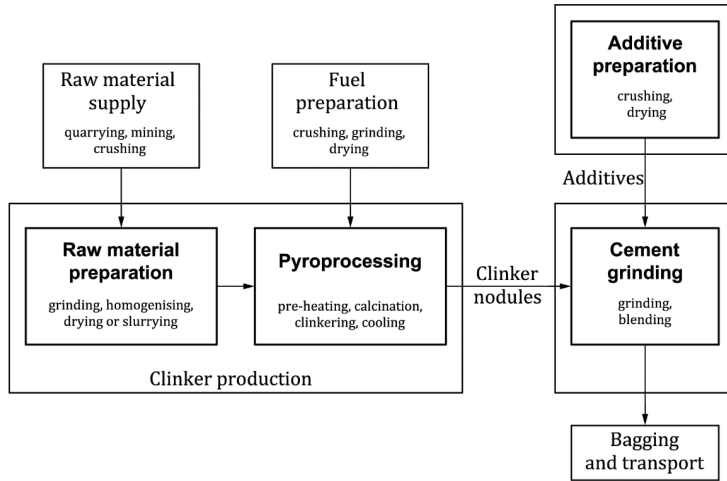 Raw material
supply
quarrying, mining,
crushing
Fuel
preparation
crushing, grinding,
drying
Additive
preparation
crushing,
drying
Additives
Raw material
preparation
grinding, homogenising,
drying or slurrying
Pyroprocessing
pre-heating, calcination,
clinkering, cooling
Clinker
nodules
Cement
grinding
grinding,
blending
Clinker production
Bagging
and transport